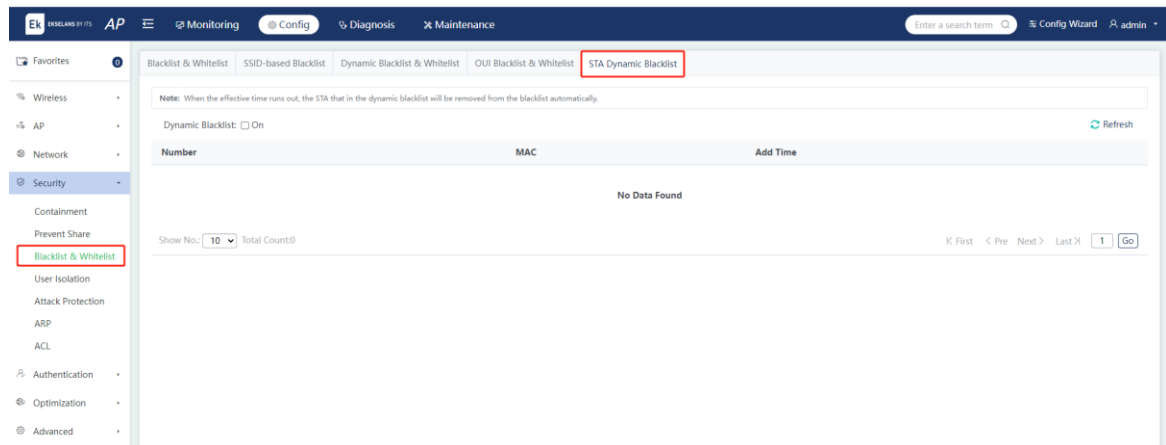 Ek EKSELANS BY ITS AP Monitoring Config Diagnosis Maintenance Enter a search term Config Wizard admin
Favorites 0
Blacklist & Whitelist SSID-based Blacklist Dynamic Blacklist & Whitelist OUI Blacklist & Whitelist STA Dynamic Blacklist
Wireless
Note: When the effective time runs out, the STA that in the dynamic blacklist will be removed from the blacklist automatically.
AP
Dynamic Blacklist: On Refresh
Network
Number MAC Add Time
Security
No Data Found
Containment
Prevent Share
Show No.: 10 Total Count:0 First < Pre Next > Last 1 Go
Blacklist & Whitelist
User Isolation
Attack Protection
ARP
ACL
Authentication
Optimization
Advanced